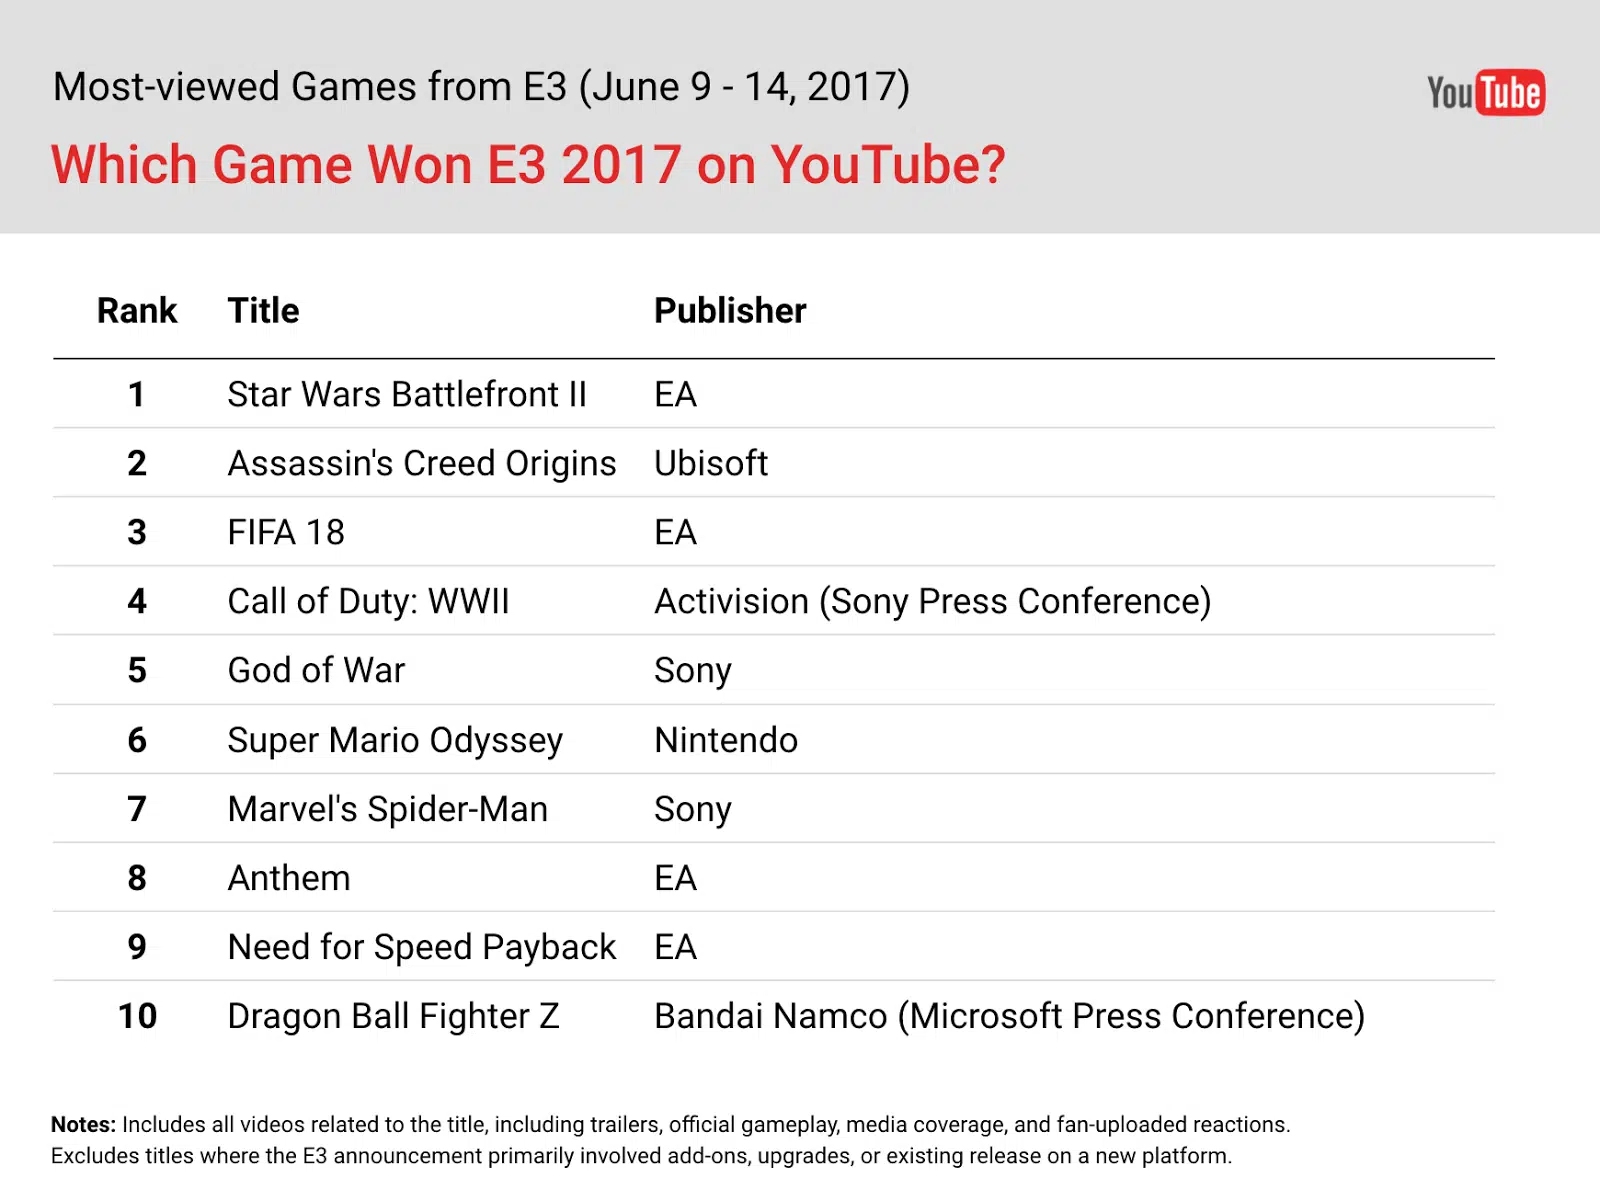 Most-viewed Games from E3 (June 9 - 14, 2017)
YouTube
Which Game Won E3 2017 on YouTube?
Rank Title Publisher
1 Star Wars Battlefront II EA
2 Assassin's Creed Origins Ubisoft
3 FIFA 18 EA
4 Call of Duty: WWII Activision (Sony Press Conference)
5 God of War Sony
6 Super Mario Odyssey Nintendo
7 Marvel's Spider-Man Sony
8 Anthem EA
9 Need for Speed Payback EA
10 Dragon Ball Fighter Z Bandai Namco (Microsoft Press Conference)
Notes: Includes all videos related to the title, including trailers, official gameplay, media coverage, and fan-uploaded reactions.
Excludes titles where the E3 announcement primarily involved add-ons, upgrades, or existing release on a new platform.